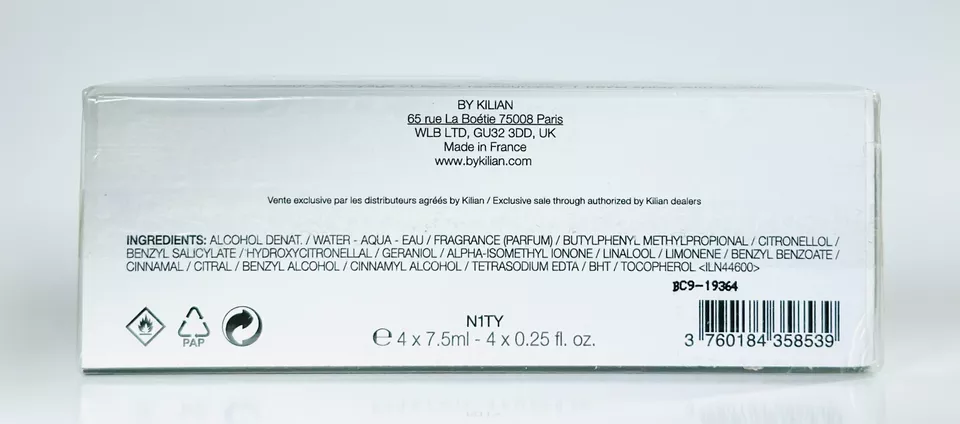 BY KILIAN
65 rue La Boétie 75008 Paris
WLB LTD, GU32 3DD, UK
Made in France
www.bykilian.com
Vente exclusive par les distributeurs agréés by Kilian / Exclusive sale through authorized by Kilian dealers
INGREDIENTS: ALCOHOL DENAT. / WATER - AQUA - EAU / FRAGRANCE (PARFUM) / BUTYLPHENYL METHYLPROPIONAL / CITRONELLOL /
BENZYL SALICYLATE / HYDROXYCITRONELLAL / GERANIOL / ALPHA-ISOMETHYL IONONE / LINALOOL / LIMONENE / BENZYL BENZOATE /
CINNAMAL / CITRAL / BENZYL ALCOHOL / CINNAMYL ALCOHOL / TETRASODIUM EDTA / BHT / TOCOPHEROL <ILN44600>
BC9-19364
PAP
N1TY
℮ 4 x 7.5ml - 4 x 0.25 fl. oz.
3 760184 358539